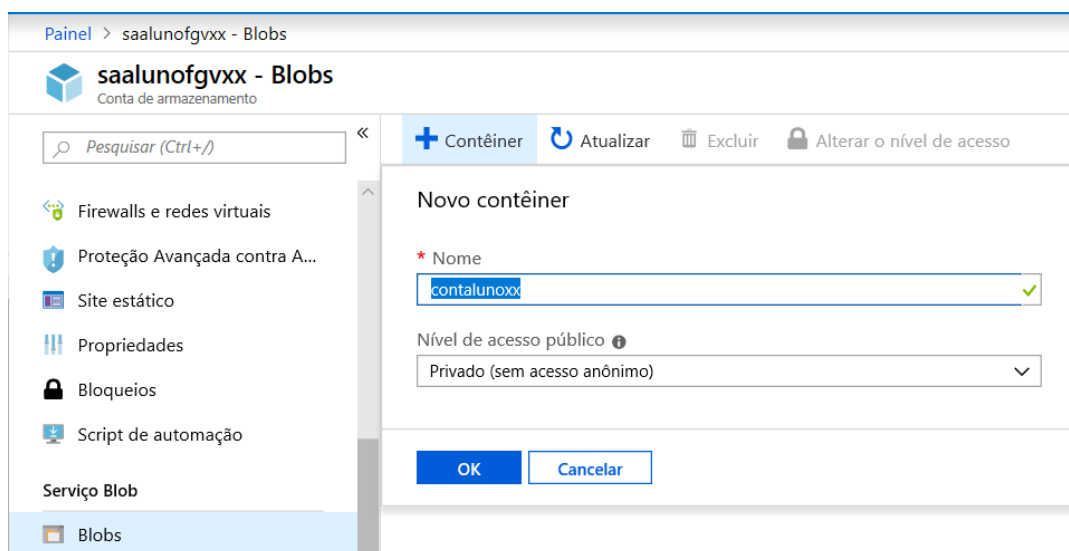 Painel > saalunofgvxx - Blobs
saalunofgvxx - Blobs
Conta de armazenamento
Pesquisar (Ctrl+/)
«
Firewalls e redes virtuais
Proteção Avançada contra A...
Site estático
Propriedades
Bloqueios
Script de automação
Serviço Blob
Blobs
+ Contêiner Atualizar Excluir Alterar o nível de acesso
Novo contêiner
* Nome
contalunoxx
Nível de acesso público
Privado (sem acesso anônimo)
OK Cancelar